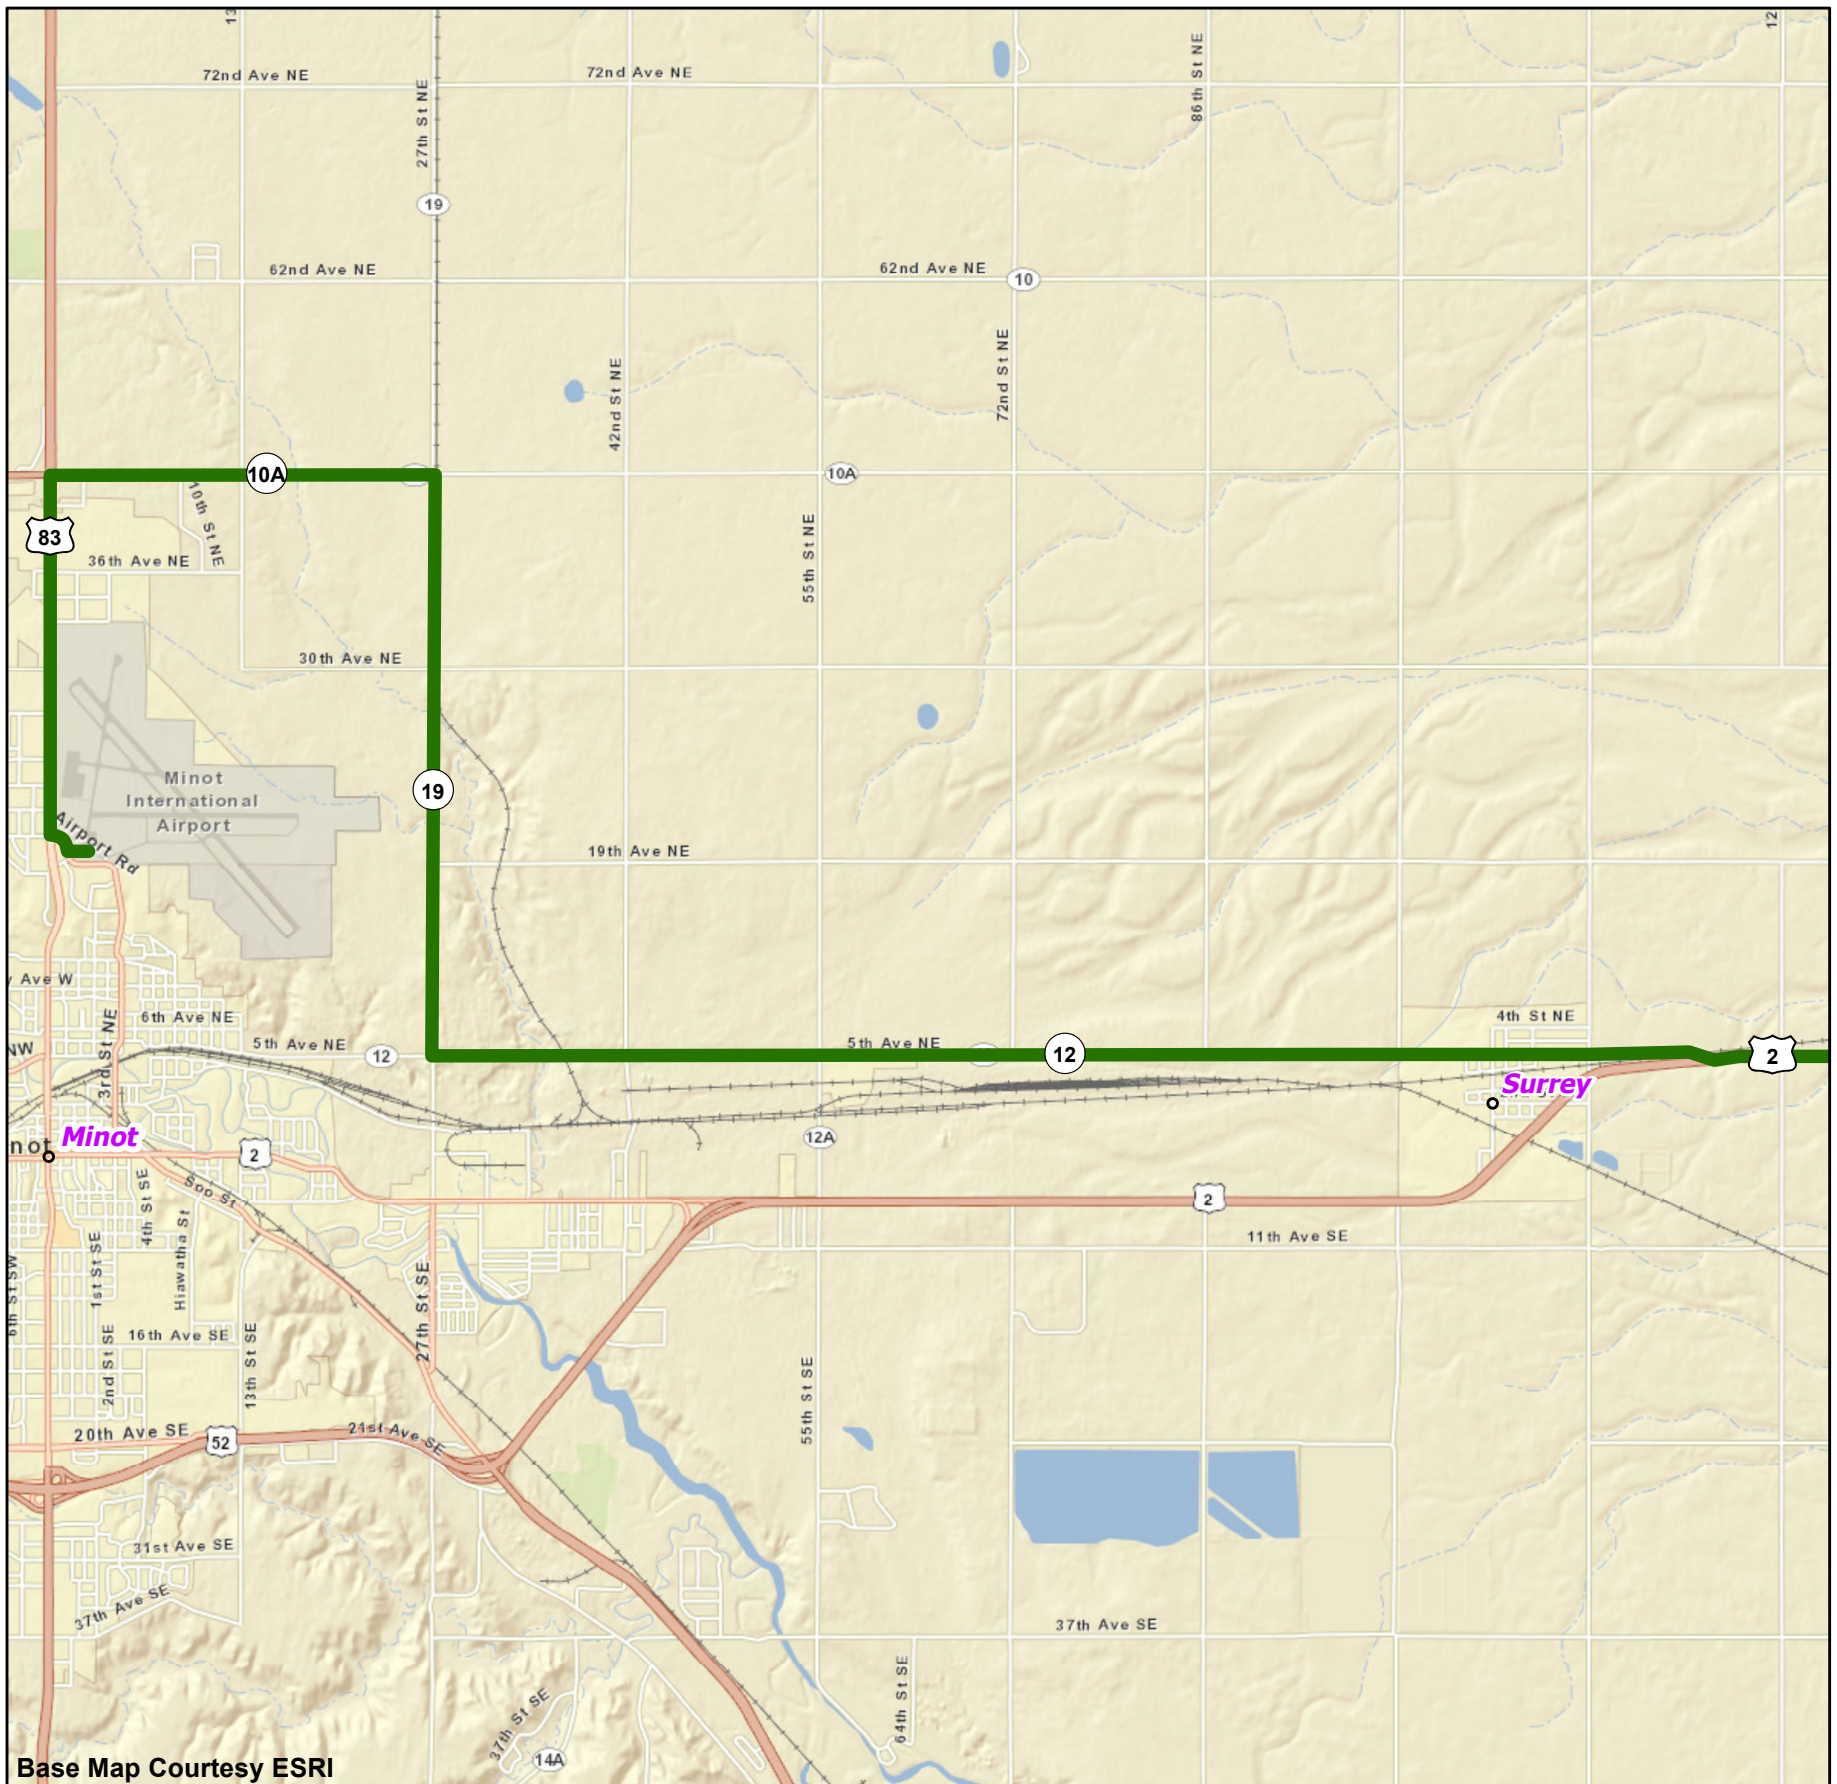 13
12
72nd Ave NE
72nd Ave NE
86th St NE
27th St NE
19
62nd Ave NE
62nd Ave NE
10
72nd St NE
42nd St NE
10A
10A
10th St NE
83
36th Ave NE
55th St NE
30th Ave NE
Minot
International
Airport
19
Airport Rd
19th Ave NE
Ave W
6th Ave NE
3rd St NE
4th St NE
5th Ave NE
12
5th Ave NE
12
2
NW
Surrey
Minot
not
12A
2
2
4th St SE
Soo St
Hiawatha St
1st St SE
11th Ave SE
6th St SW
27th St SE
16th Ave SE
2nd St SE
13th St SE
55th St SE
20th Ave SE
52
21st Ave SE
31st Ave SE
37th Ave SE
37th Ave SE
64th St SE
37th St SE
14A
Base Map Courtesy ESRI